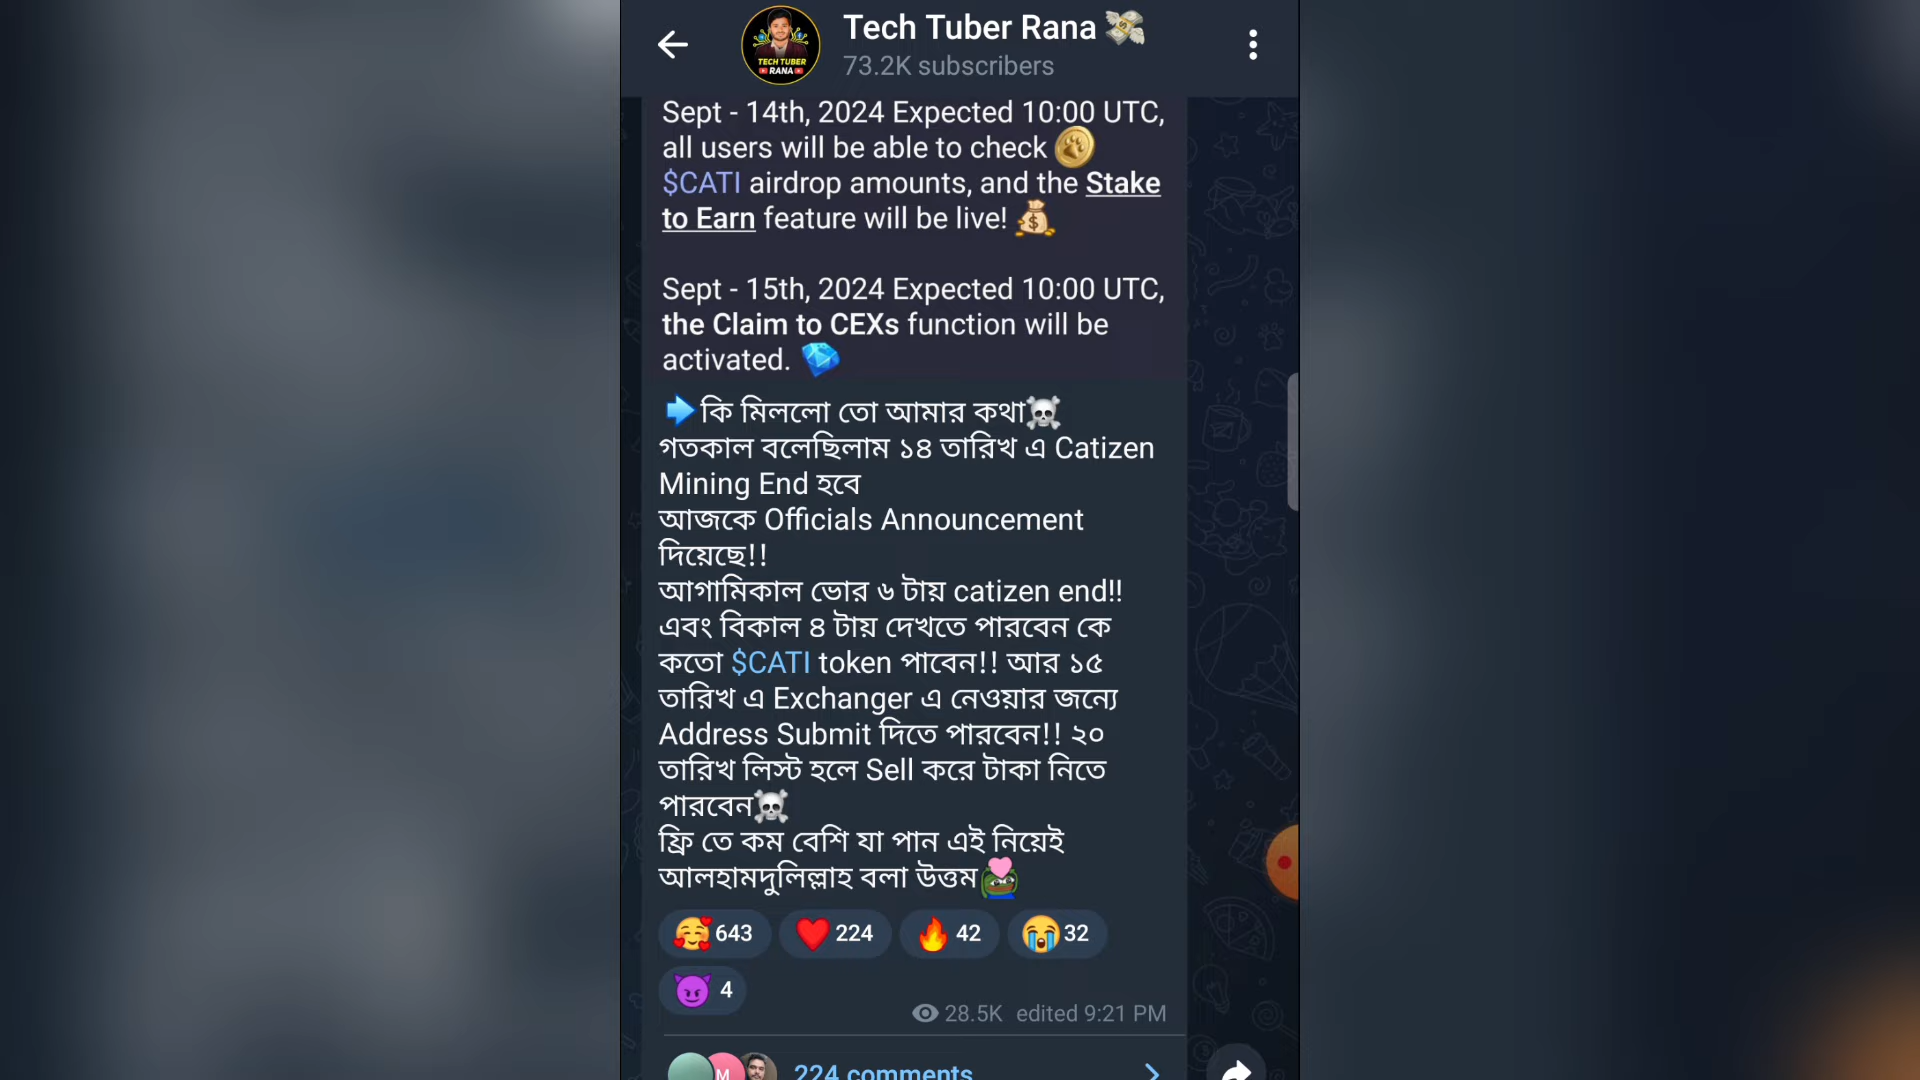 Tech Tuber Rana
73.2K subscribers
TECH TUBER
RANA
Sept - 14th, 2024 Expected 10:00 UTC,
all users will be able to check
$CATI airdrop amounts, and the Stake
to Earn feature will be live!
Sept - 15th, 2024 Expected 10:00 UTC,
the Claim to CEXs function will be
activated.
কি মিললো তো আমার কথা
গতকাল বলেছিলাম ১৪ তারিখ এ Catizen
Mining End হবে
আজকে Officials Announcement
দিয়েছে!!
আগামিকাল ভোর ৬ টায় catizen end!!
এবং বিকাল ৪ টায় দেখতে পারবেন কে
কতো $CATI token পাবেন!! আর ১৫
তারিখ এ Exchanger এ নেওয়ার জন্যে
Address Submit দিতে পারবেন!! ২০
তারিখ লিস্ট হলে Sell করে টাকা নিতে
পারবেন
ফ্রি তে কম বেশি যা পান এই নিয়েই
আলহামদুলিল্লাহ বলা উত্তম
643 224 42 32
4
28.5K edited 9:21 PM
M 224 comments